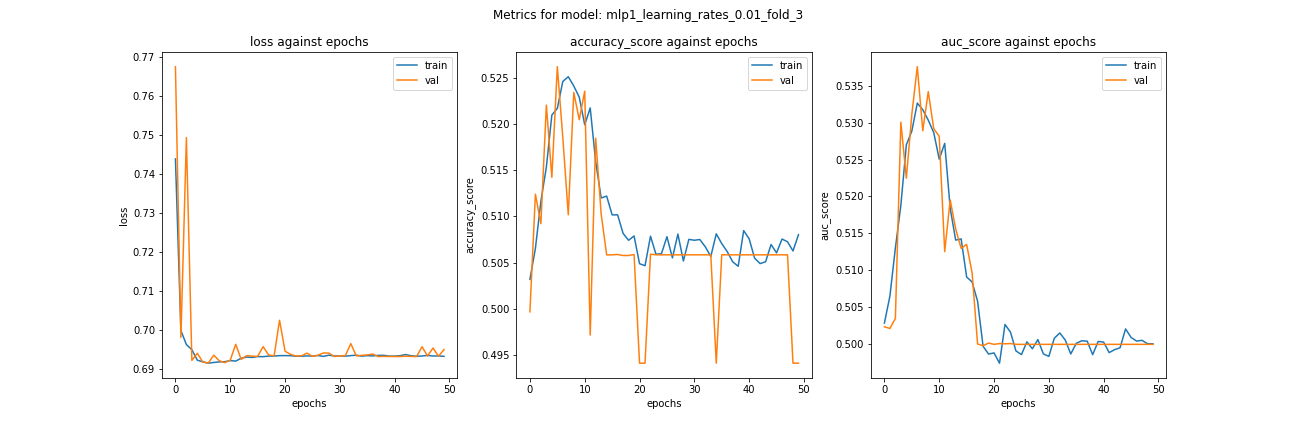 Metrics for model: mlp1_learning_rates_0.01_fold_3
loss against epochs
train
val
0.77
0.76
0.75
0.74
0.73
0.72
0.71
0.70
0.69
loss
0
10
20
30
40
50
epochs
accuracy_score against epochs
train
val
0.525
0.520
0.515
0.510
0.505
0.500
0.495
accuracy_score
0
10
20
30
40
50
epochs
auc_score against epochs
train
val
0.535
0.530
0.525
0.520
0.515
0.510
0.505
0.500
auc_score
0
10
20
30
40
50
epochs